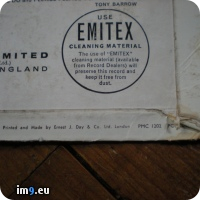 TONY BARROW
USE
EMITEX
CLEANING MATERIAL
The use of "EMITEX"
cleaning material (available
from Record Dealers) will
preserve this record and
keep it free from
dust.
IMITED
ENGLAND
Printed and Made by Ernest J. Day & Co. Ltd. London
PMC 1202
im9.eu